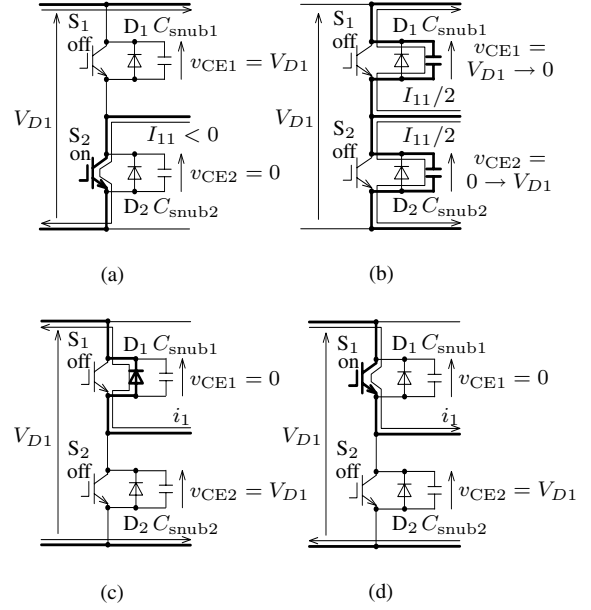 S1 off D1 Csnub1
vCE1 = VD1
VD1
I11 < 0
S2 on
vCE2 = 0
D2 Csnub2
(a)
S1 off D1 Csnub1
vCE1 = VD1 → 0
I11/2
VD1
I11/2
S2 off
vCE2 = 0 → VD1
D2 Csnub2
(b)
S1 off D1 Csnub1
vCE1 = 0
i1
VD1
S2 off
vCE2 = VD1
D2 Csnub2
(c)
S1 on D1 Csnub1
vCE1 = 0
i1
VD1
S2 off
vCE2 = VD1
D2 Csnub2
(d)